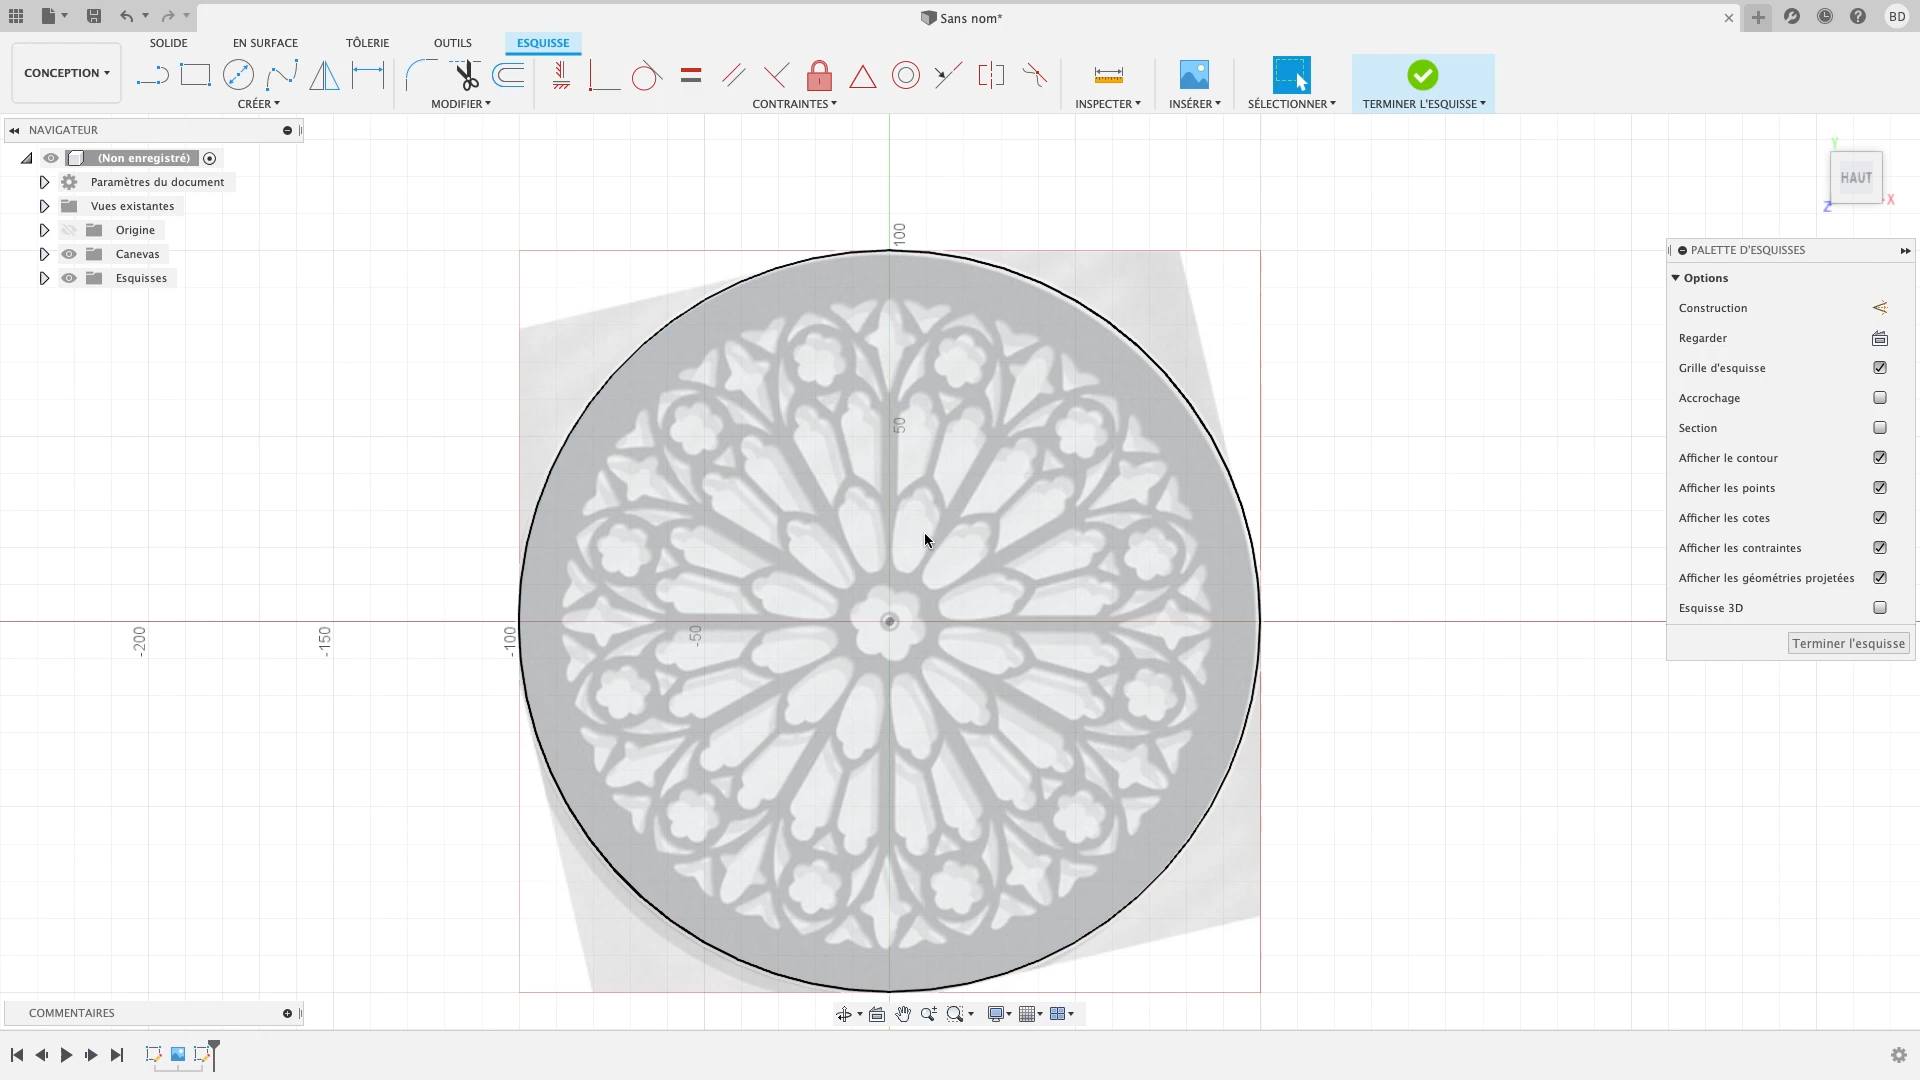 Sans nom*
BD
SOLIDE EN SURFACE TÔLERIE OUTILS ESQUISSE
CONCEPTION
CRÉER MODIFIER CONTRAINTES INSPECTER INSÉRER SÉLECTIONNER TERMINER L'ESQUISSE
NAVIGATEUR
(Non enregistré)
Paramètres du document
Vues existantes
Origine
Canevas
Esquisses
Y
HAUT
X
Z
100
50
-200
-150
-100
-50
PALETTE D'ESQUISSES
Options
Construction
Regarder
Grille d'esquisse
Accrochage
Section
Afficher le contour
Afficher les points
Afficher les cotes
Afficher les contraintes
Afficher les géométries projetées
Esquisse 3D
Terminer l'esquisse
COMMENTAIRES